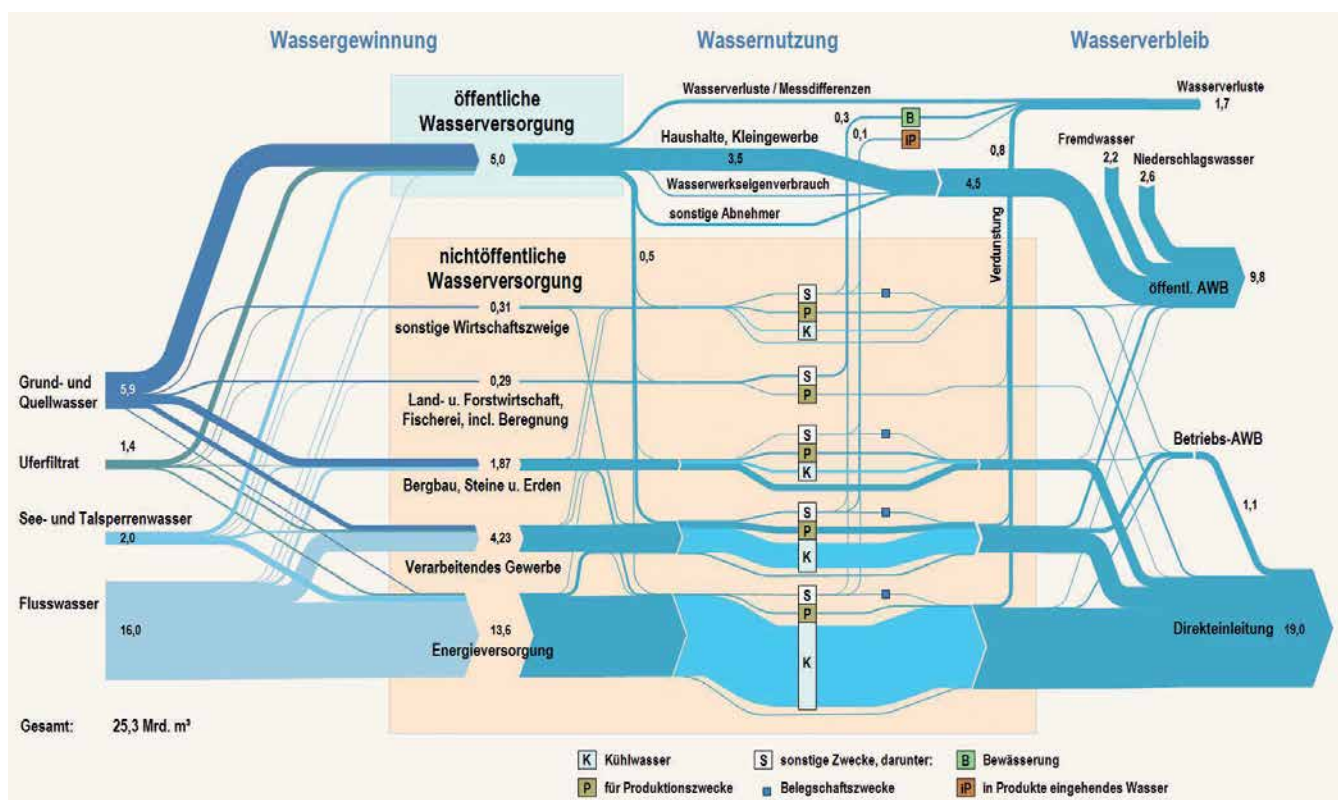 Wassergewinnung
Wassernutzung
Wasserverbleib
öffentliche
Wasserversorgung
5,0
Wasserverluste / Messdifferenzen
Wasserverluste
1,7
0,3
B
0,1
iP
Haushalte, Kleingewerbe
3,5
0,8
Fremdwasser
2,2
Niederschlagswasser
2,6
Wasserwerkseigenverbrauch
4,5
sonstige Abnehmer
Verdunstung
nichtöffentliche
Wasserversorgung
0,5
öffentl. AWB
9,8
0,31
sonstige Wirtschaftszweige
S
P
K
Grund- und
Quellwasser
5,9
0,29
Land- u. Forstwirtschaft,
Fischerei, incl. Beregnung
S
P
1,4
Uferfiltrat
1,87
Bergbau, Steine u. Erden
S
P
K
Betriebs-AWB
1,1
See- und Talsperrenwasser
2,0
4,23
Verarbeitendes Gewerbe
S
P
K
Flusswasser
16,0
13,6
Energieversorgung
S
P
K
Direkteinleitung
19,0
Gesamt: 25,3 Mrd. m³
K Kühlwasser
S sonstige Zwecke, darunter:
B Bewässerung
P für Produktionszwecke
Belegschaftszwecke
iP in Produkte eingehendes Wasser